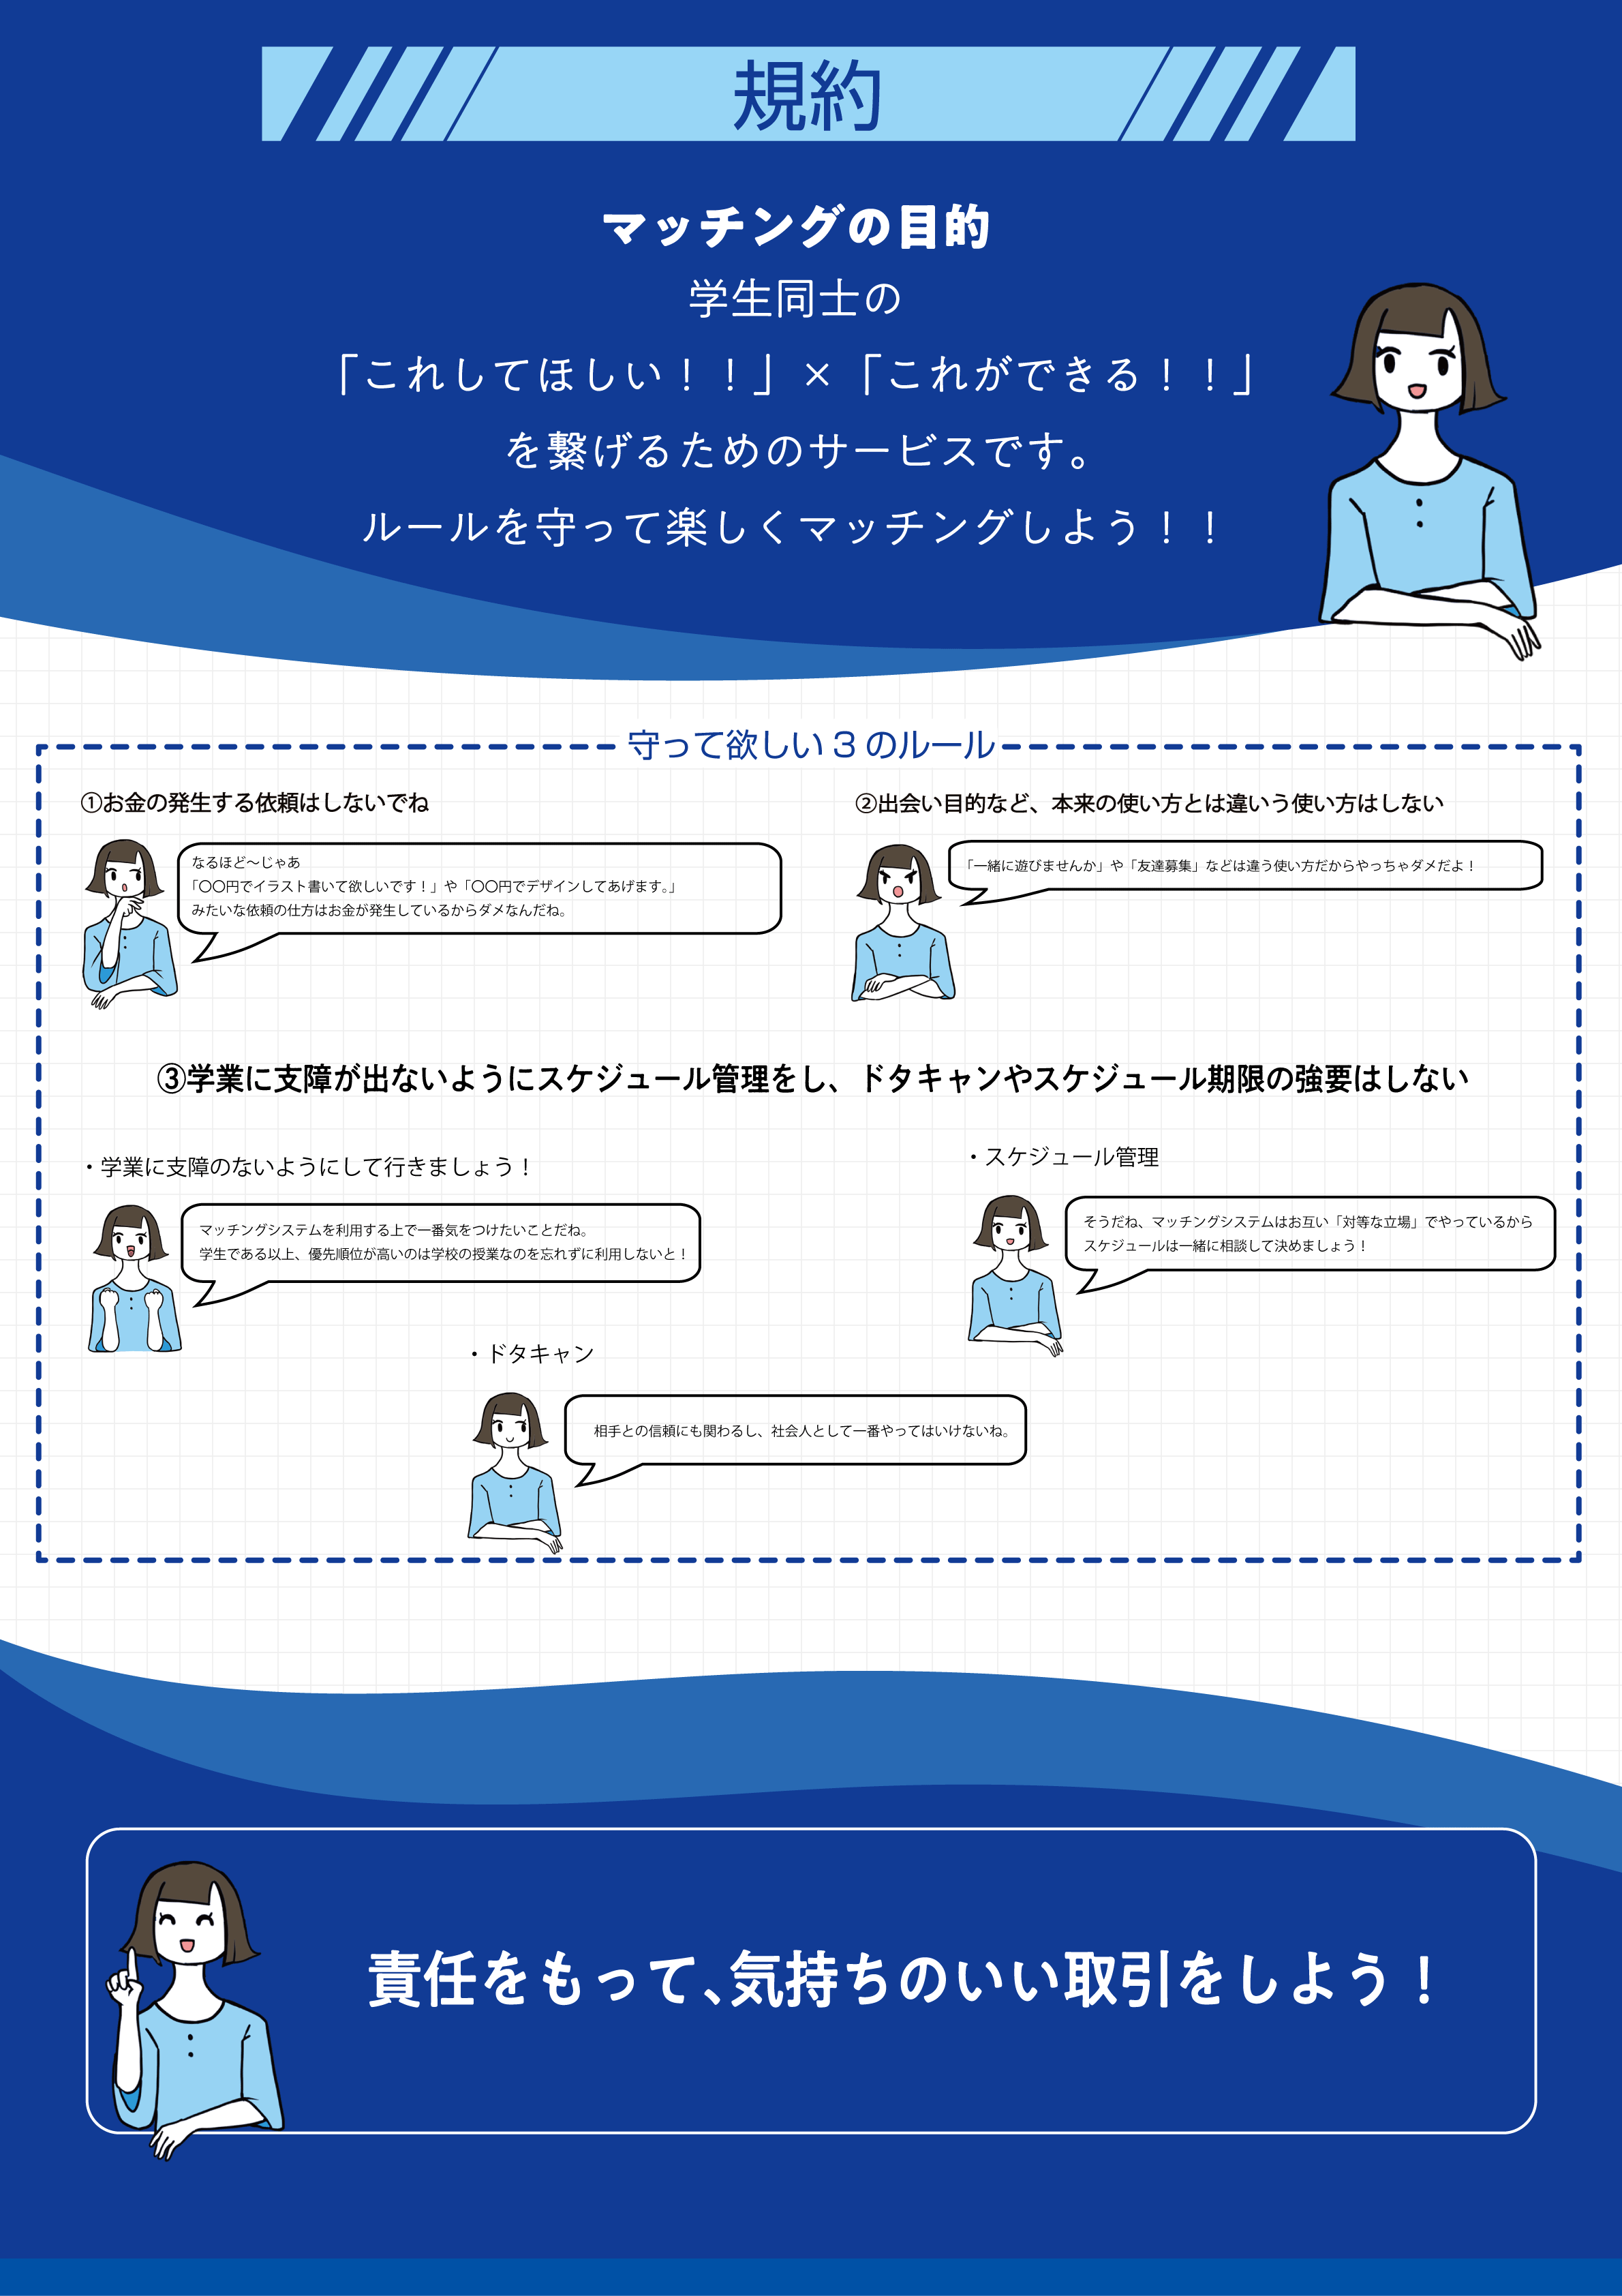 規約
マッチングの目的
学生同士の
「これしてほしい！！」×「これができる！！」
を繋げるためのサービスです。
ルールを守って楽しくマッチングしよう！！
守って欲しい3のルール
①お金の発生する依頼はしないでね
なるほど〜じゃあ
「〇〇円でイラスト書いて欲しいです！」や「〇〇円でデザインしてあげます。」
みたいな依頼の仕方はお金が発生しているからダメなんだね。
②出会い目的など、本来の使い方とは違いう使い方はしない
「一緒に遊びませんか」や「友達募集」などは違う使い方だからやっちゃダメだよ！
③学業に支障が出ないようにスケジュール管理をし、ドタキャンやスケジュール期限の強要はしない
・学業に支障のないようにして行きましょう！
マッチングシステムを利用する上で一番気をつけたいことだね。
学生である以上、優先順位が高いのは学校の授業なのを忘れずに利用しないと！
・スケジュール管理
そうだね、マッチングシステムはお互い「対等な立場」でやっているから
スケジュールは一緒に相談して決めましょう！
・ドタキャン
相手との信頼にも関わるし、社会人として一番やってはいけないね。
責任をもって、気持ちのいい取引をしよう！